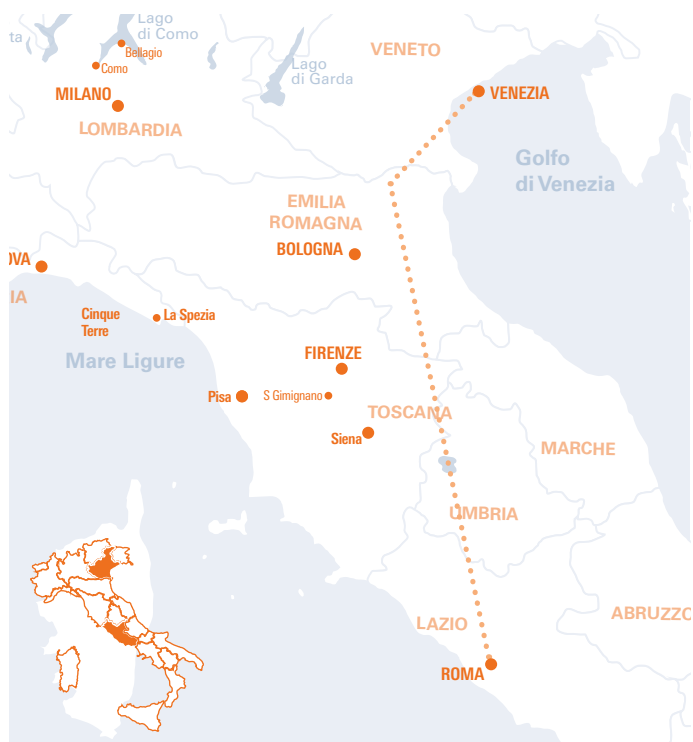 Lago
di Como
ta
Bellagio
Como
Lago
di Garda
VENETO
MILANO
VENEZIA
LOMBARDIA
Golfo
di Venezia
EMILIA
ROMAGNA
BOLOGNA
OVA
IA
Cinque
Terre
La Spezia
FIRENZE
Mare Ligure
Pisa
S Gimignano
TOSCANA
Siena
MARCHE
UMBRIA
LAZIO
ABRUZZO
ROMA